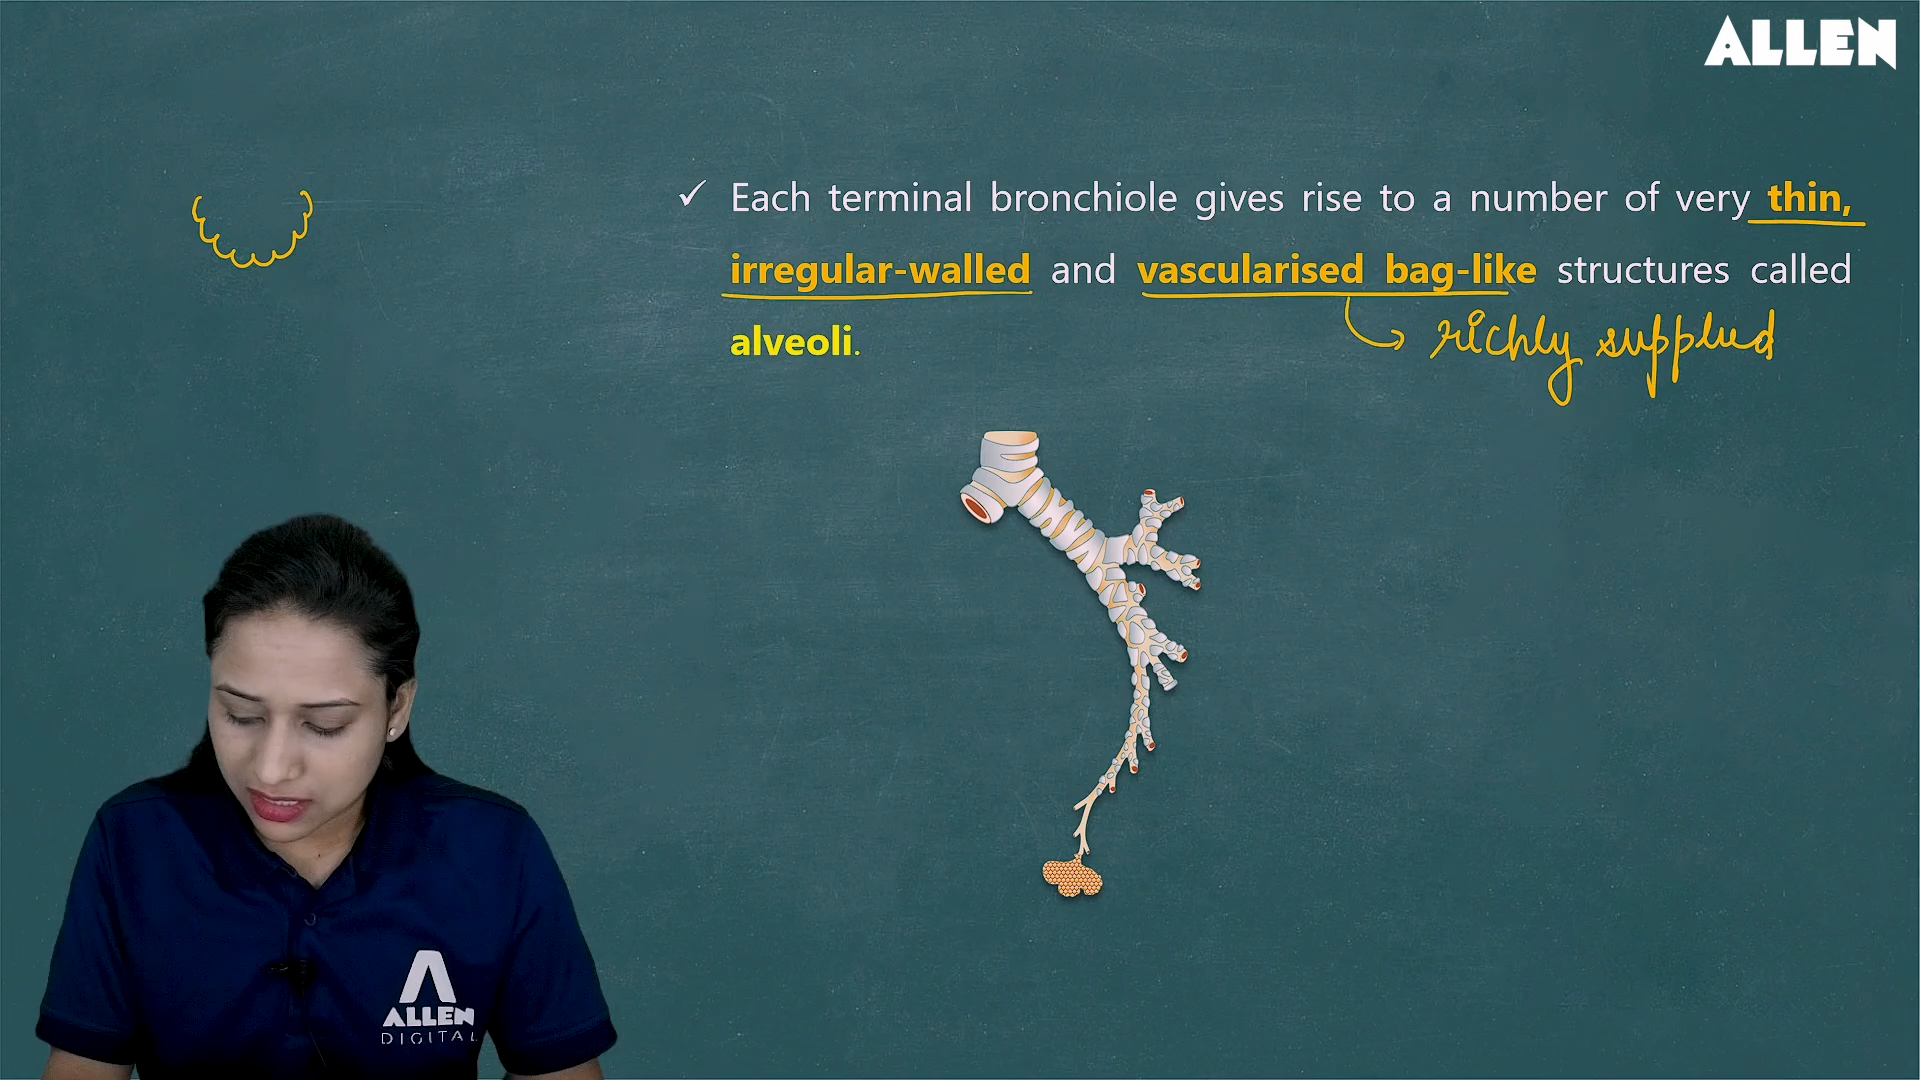 ALLEN
✓ Each terminal bronchiole gives rise to a number of very thin,
irregular-walled and vascularised bag-like structures called
alveoli.
richly supplied
ALLEN
DIGITAL